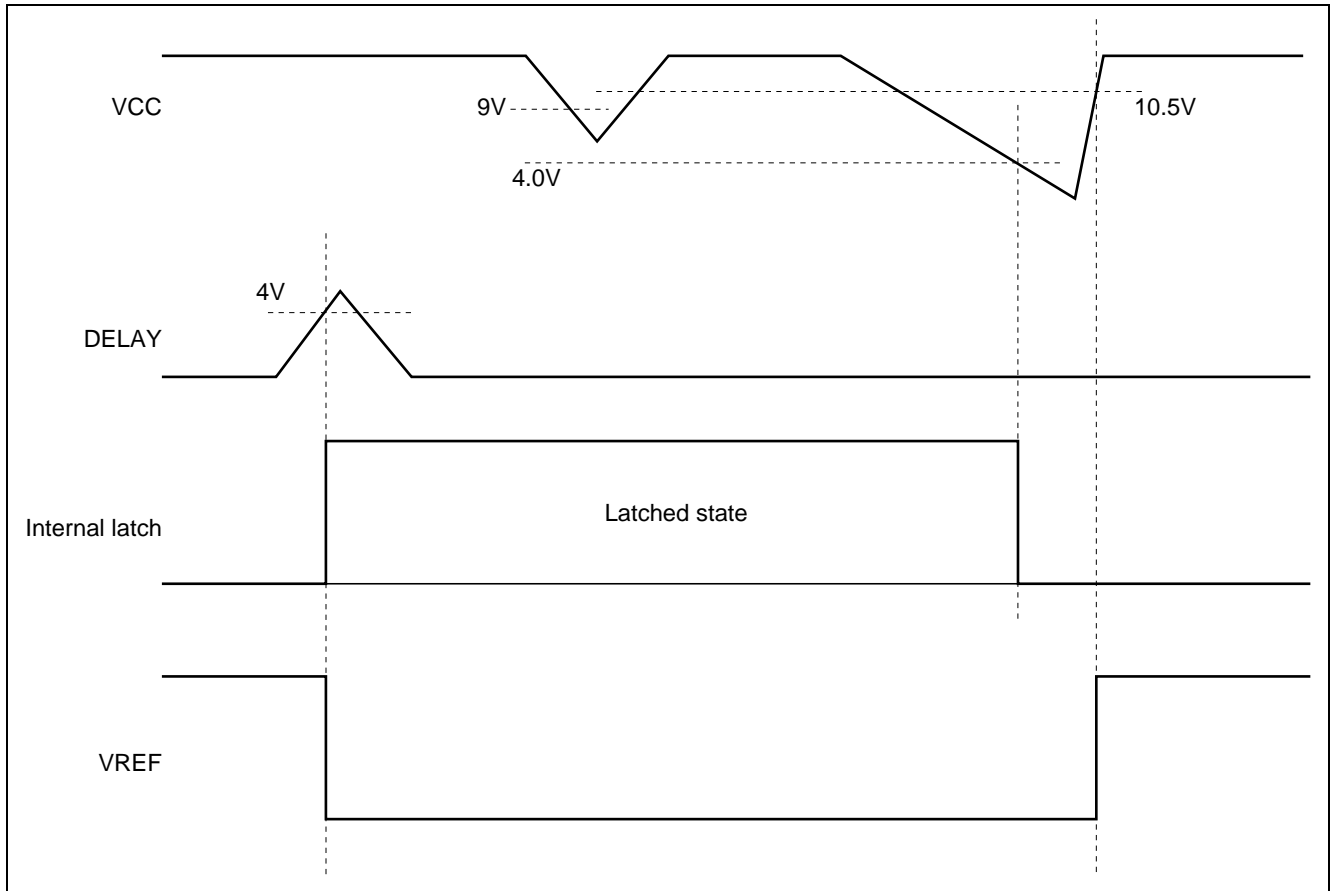 VCC
9V
10.5V
4.0V
4V
DELAY
Latched state
Internal latch
VREF